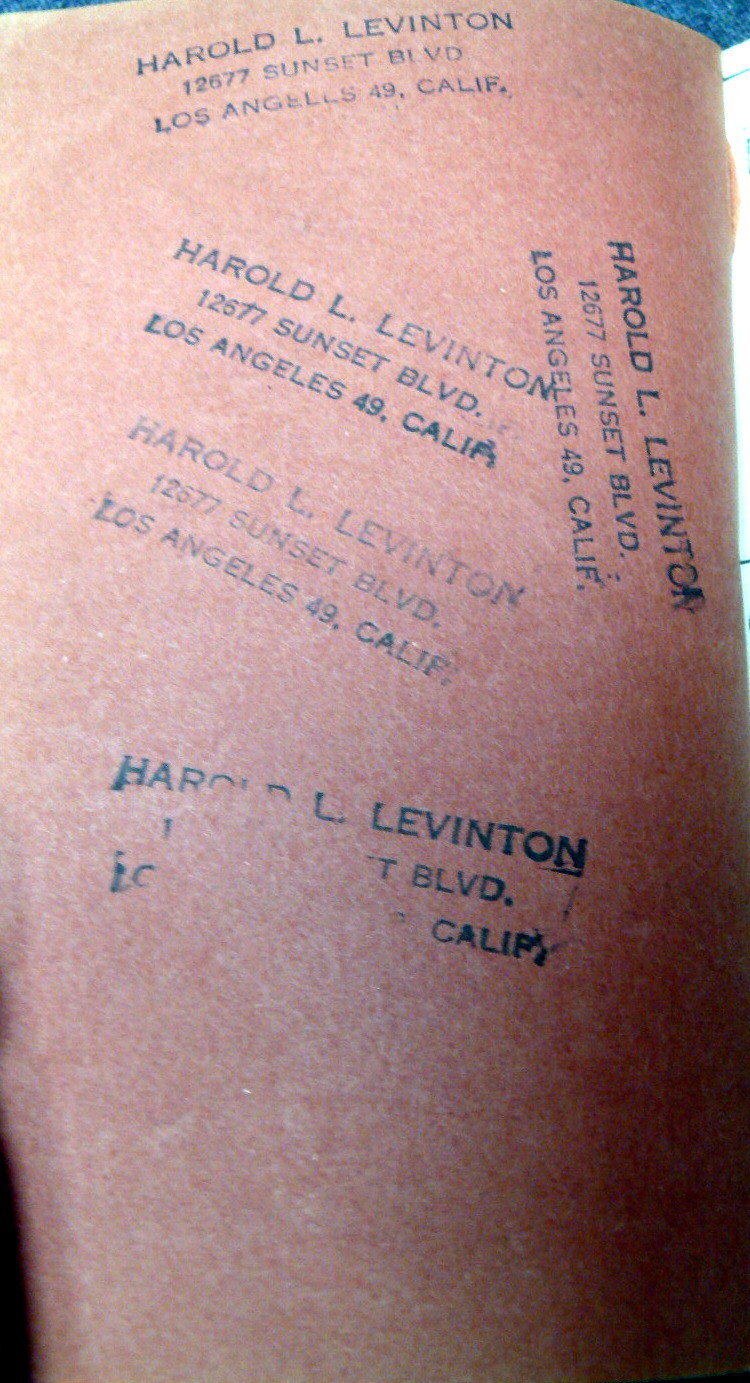 HAROLD L. LEVINTON
12677 SUNSET BLVD
LOS ANGELES 49, CALIF.
HAROLD L. LEVINTON
12677 SUNSET BLVD.
LOS ANGELES 49, CALIF.
HAROLD L. LEVINTON
12677 SUNSET BLVD.
LOS ANGELES 49, CALIF.
HAROLD L. LEVINTON
12677 SUNSET BLVD.
LOS ANGELES 49, CALIF.
HAROLD L. LEVINTON
T BLVD.
CALIF.